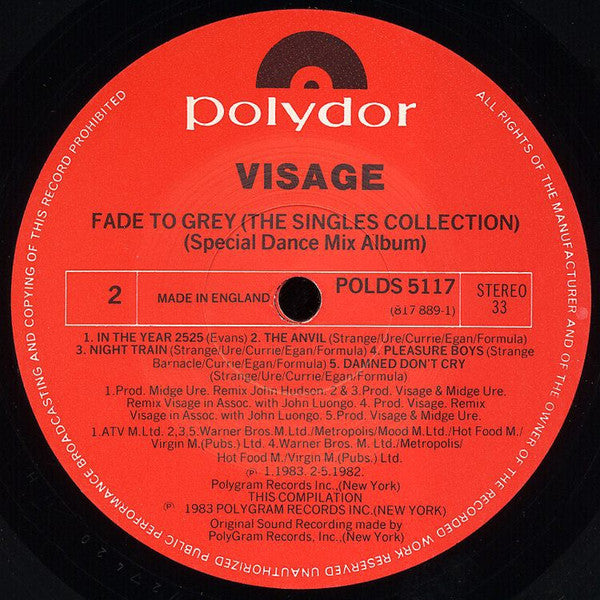 polydor
VISAGE
FADE TO GREY (THE SINGLES COLLECTION)
(Special Dance Mix Album)
2
MADE IN ENGLAND
POLDS 5117
(817 889-1)
STEREO
33
1. IN THE YEAR 2525 (Evans) 2. THE ANVIL (Strange/Ure/Currie/Egan/Formula)
3. NIGHT TRAIN (Strange/Ure/Currie/Egan/Formula) 4. PLEASURE BOYS (Strange
Barnacle/Currie/Egan/Formula) 5. DAMNED DON'T CRY
(Strange/Ure/Currie/Egan/Formula)
1. Prod. Midge Ure. Remix John Hudson. 2 & 3. Prod. Visage & Midge Ure.
Remix Visage in Assoc. with John Luongo. 4. Prod. Visage. Remix
Visage in Assoc. with John Luongo. 5. Prod. Visage & Midge Ure.
1. ATV M. Ltd. 2,3,5. Warner Bros. M. Ltd./Metropolis/Mood M. Ltd./Hot Food M./
Virgin M. (Pubs.) Ltd. 4. Warner Bros. M. Ltd./Metropolis/
Hot Food M./Virgin M. (Pubs.) Ltd.
℗ 1. 1983. 2-5. 1982.
Polygram Records Inc., (New York)
THIS COMPILATION
℗ 1983 POLYGRAM RECORDS INC. (NEW YORK)
Original Sound Recording made by
PolyGram Records Inc., (New York)
ALL RIGHTS OF THE MANUFACTURER AND OF THE OWNER OF THE RECORDED WORK RESERVED UNAUTHORIZED PUBLIC PERFORMANCE BROADCASTING AND COPYING OF THIS RECORD PROHIBITED